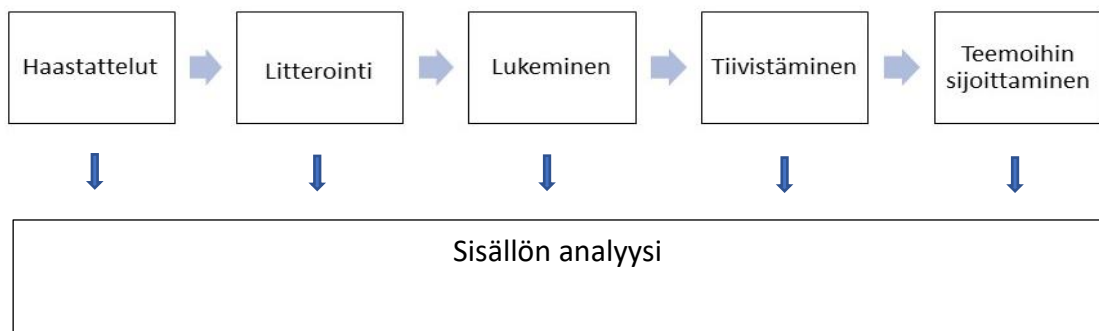 Haastattelut
Litterointi
Lukeminen
Tiivistäminen
Teemoihin
sijoittaminen
Sisällön analyysi